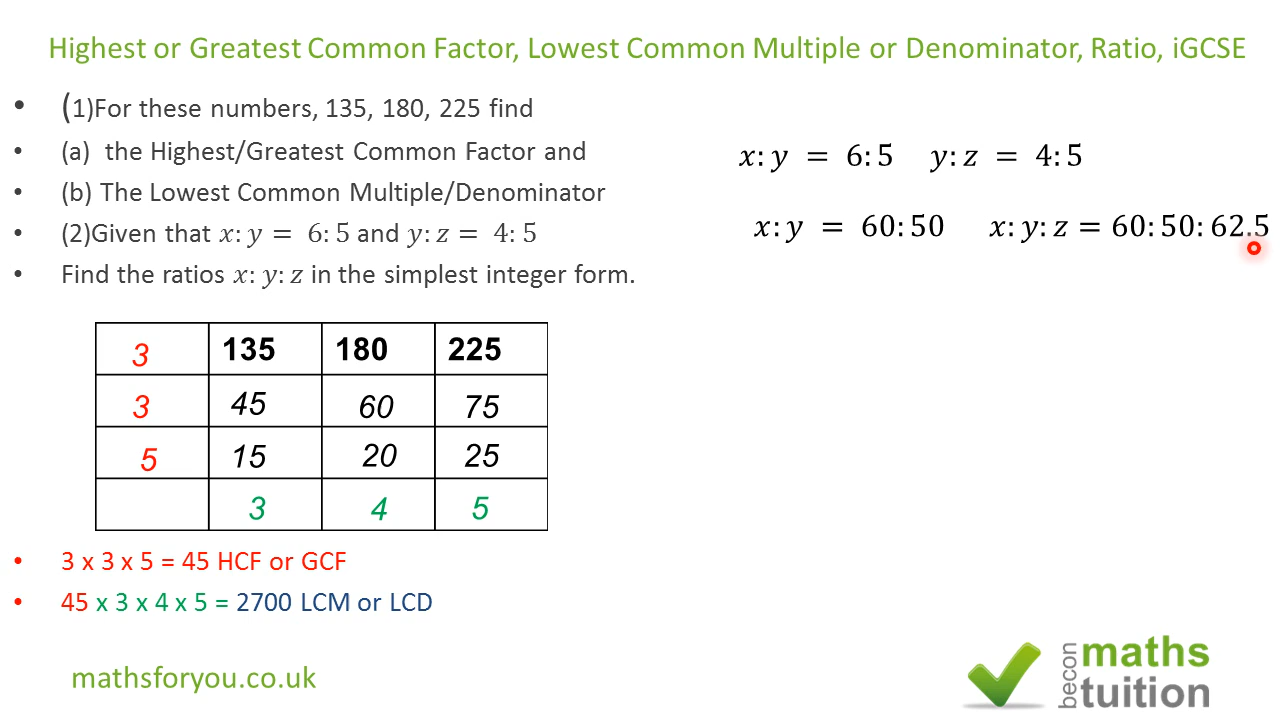 Highest or Greatest Common Factor, Lowest Common Multiple or Denominator, Ratio, iGCSE
• (1)For these numbers, 135, 180, 225 find
• (a) the Highest/Greatest Common Factor and
• (b) The Lowest Common Multiple/Denominator
• (2)Given that x:y = 6:5 and y:z = 4:5
• Find the ratios x:y:z in the simplest integer form.
x:y = 6:5 y:z = 4:5
x:y = 60:50 x:y:z = 60:50:62.5
3 135 180 225
3 45 60 75
5 15 20 25
3 4 5
• 3 x 3 x 5 = 45 HCF or GCF
• 45 x 3 x 4 x 5 = 2700 LCM or LCD
mathsforyou.co.uk
becon
maths
tuition